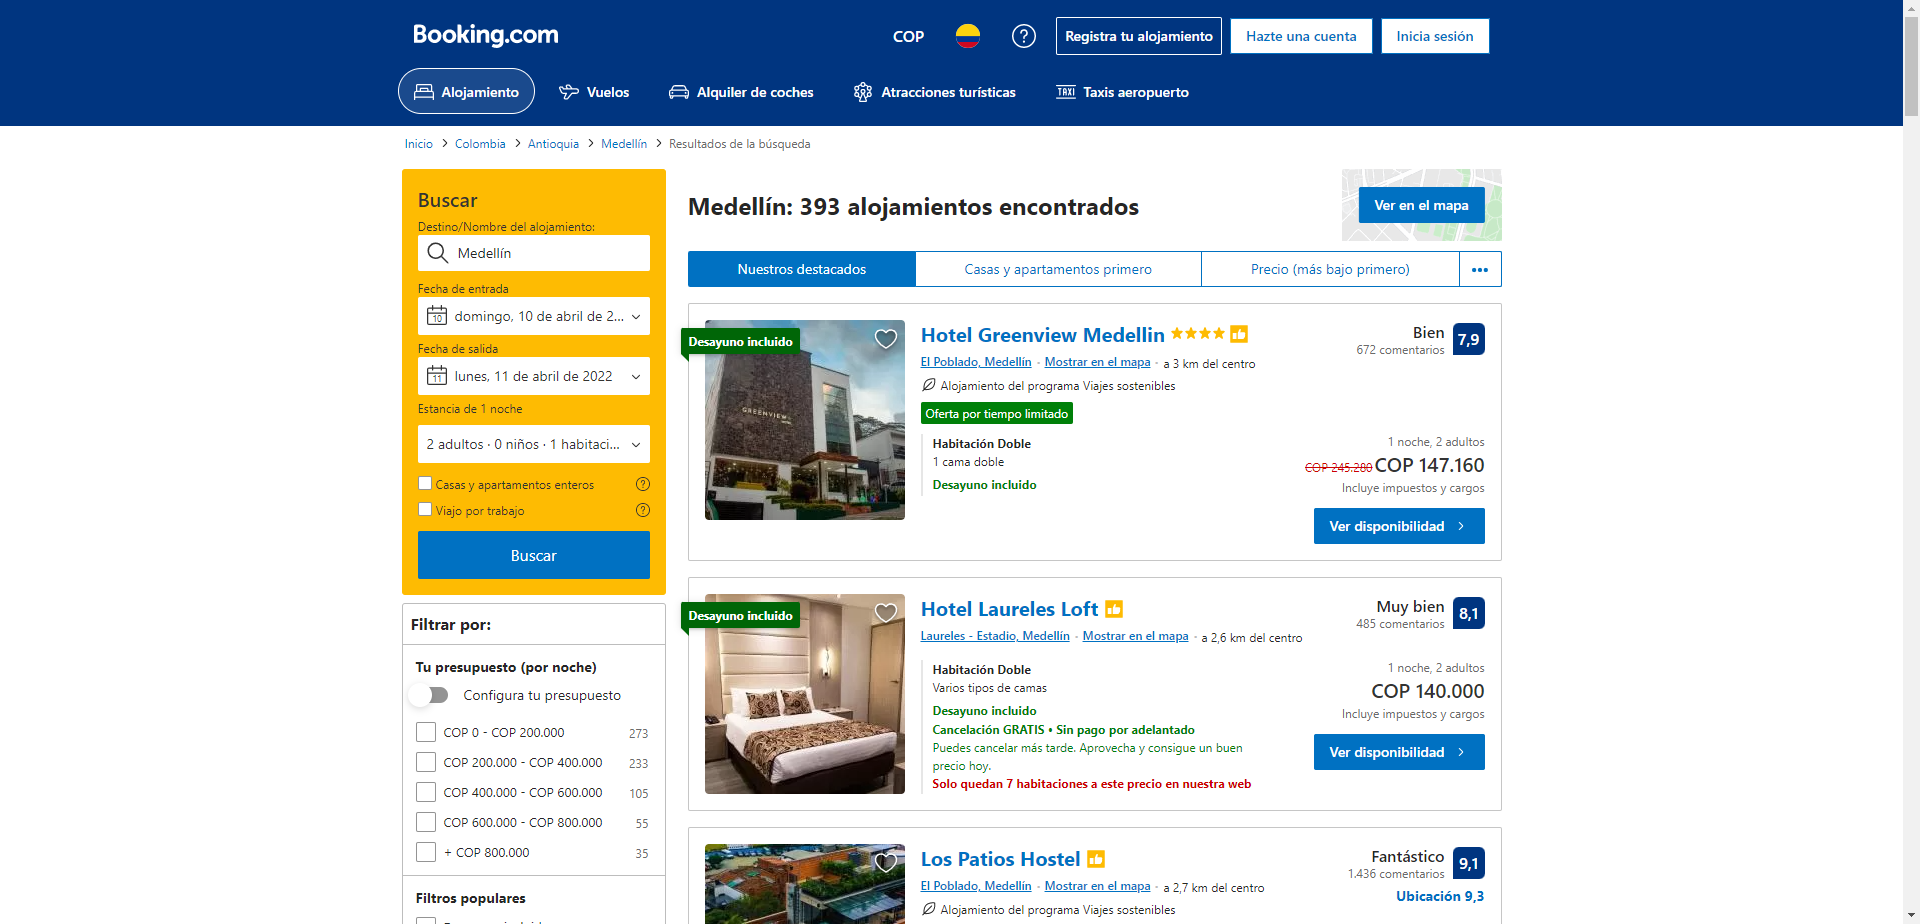 Booking.com
COP
Registra tu alojamiento
Hazte una cuenta
Inicia sesión
Alojamiento
Vuelos
Alquiler de coches
Atracciones turísticas
TAXI Taxis aeropuerto
Inicio > Colombia > Antioquia > Medellín > Resultados de la búsqueda
Buscar
Destino/Nombre del alojamiento:
Medellín
Fecha de entrada
10 domingo, 10 de abril de 2...
Fecha de salida
11 lunes, 11 de abril de 2022
Estancia de 1 noche
2 adultos · 0 niños · 1 habitaci...
Casas y apartamentos enteros
Viajo por trabajo
Buscar
Filtrar por:
Tu presupuesto (por noche)
Configura tu presupuesto
COP 0 - COP 200.000 273
COP 200.000 - COP 400.000 233
COP 400.000 - COP 600.000 105
COP 600.000 - COP 800.000 55
+ COP 800.000 35
Filtros populares
Medellín: 393 alojamientos encontrados
Ver en el mapa
Nuestros destacados
Casas y apartamentos primero
Precio (más bajo primero)
Desayuno incluido
GREENVIEW
Hotel Greenview Medellin
El Poblado, Medellín · Mostrar en el mapa · a 3 km del centro
Alojamiento del programa Viajes sostenibles
Oferta por tiempo limitado
Habitación Doble
1 cama doble
Desayuno incluido
Bien 7,9
672 comentarios
1 noche, 2 adultos
COP 245.280 COP 147.160
Incluye impuestos y cargos
Ver disponibilidad
Desayuno incluido
Hotel Laureles Loft
Laureles - Estadio, Medellín · Mostrar en el mapa · a 2,6 km del centro
Habitación Doble
Varios tipos de camas
Desayuno incluido
Cancelación GRATIS • Sin pago por adelantado
Puedes cancelar más tarde. Aprovecha y consigue un buen
precio hoy.
Solo quedan 7 habitaciones a este precio en nuestra web
Muy bien 8,1
485 comentarios
1 noche, 2 adultos
COP 140.000
Incluye impuestos y cargos
Ver disponibilidad
Los Patios Hostel
El Poblado, Medellín · Mostrar en el mapa · a 2,7 km del centro
Alojamiento del programa Viajes sostenibles
Fantástico 9,1
1.436 comentarios
Ubicación 9,3